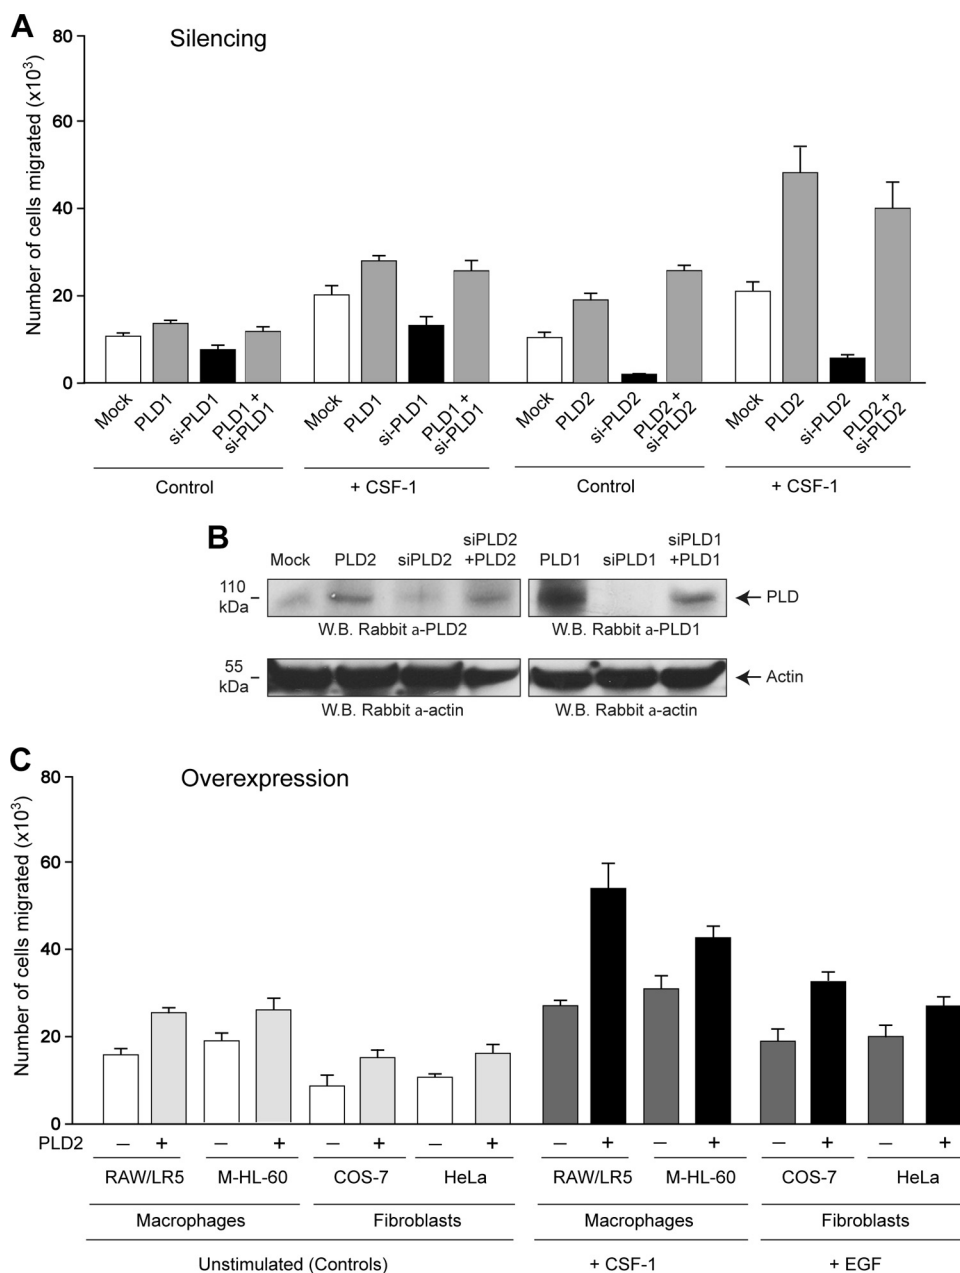 A
Silencing
Number of cells migrated (x10³)
80
60
40
20
0
Mock
PLD1
si-PLD1
PLD1 +
si-PLD1
Mock
PLD1
si-PLD1
PLD1 +
si-PLD1
Mock
PLD2
si-PLD2
PLD2 +
si-PLD2
Mock
PLD2
si-PLD2
PLD2 +
si-PLD2
Control
+ CSF-1
Control
+ CSF-1
B
Mock PLD2 siPLD2 siPLD2
+PLD2
PLD1 siPLD1 siPLD1
+PLD1
110
kDa
PLD
W.B. Rabbit a-PLD2
W.B. Rabbit a-PLD1
55
kDa
Actin
W.B. Rabbit a-actin
W.B. Rabbit a-actin
C
Overexpression
Number of cells migrated (x10³)
80
60
40
20
0
PLD2 – + – + – + – + – + – + – + – +
RAW/LR5 M-HL-60 COS-7 HeLa RAW/LR5 M-HL-60 COS-7 HeLa
Macrophages Fibroblasts Macrophages Fibroblasts
Unstimulated (Controls) + CSF-1 + EGF